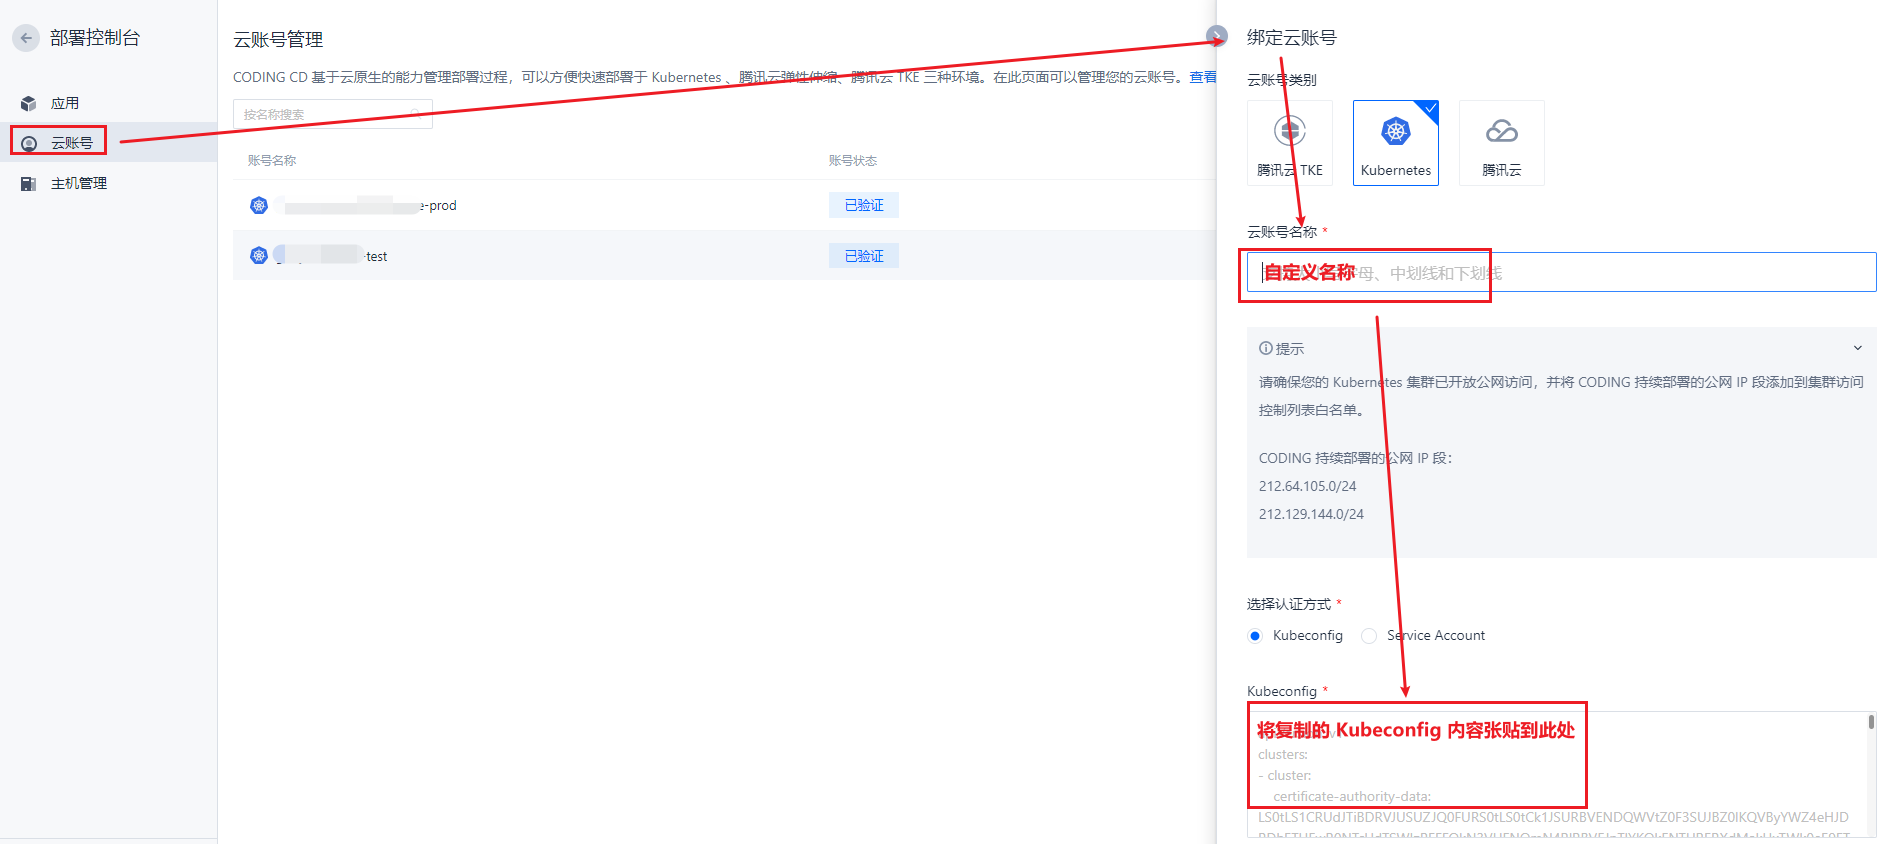 部署控制台
应用
云账号
主机管理
云账号管理
CODING CD 基于云原生的能力管理部署过程，可以方便快速部署于 Kubernetes 、腾讯云弹性伸缩、腾讯云 TKE 三种环境。在此页面可以管理您的云账号。查看
按名称搜索
账号名称
账号状态
e-prod
已验证
-test
已验证
绑定云账号
云账号类别
腾讯云 TKE
Kubernetes
腾讯云
云账号名称 *
自定义名称
母、中划线和下划线
提示
请确保您的 Kubernetes 集群已开放公网访问，并将 CODING 持续部署的公网 IP 段添加到集群访问
控制列表白名单。
CODING 持续部署的公网 IP 段：
212.64.105.0/24
212.129.144.0/24
选择认证方式 *
Kubeconfig
Service Account
Kubeconfig *
将复制的 Kubeconfig 内容张贴到此处
clusters:
- cluster:
certificate-authority-data: